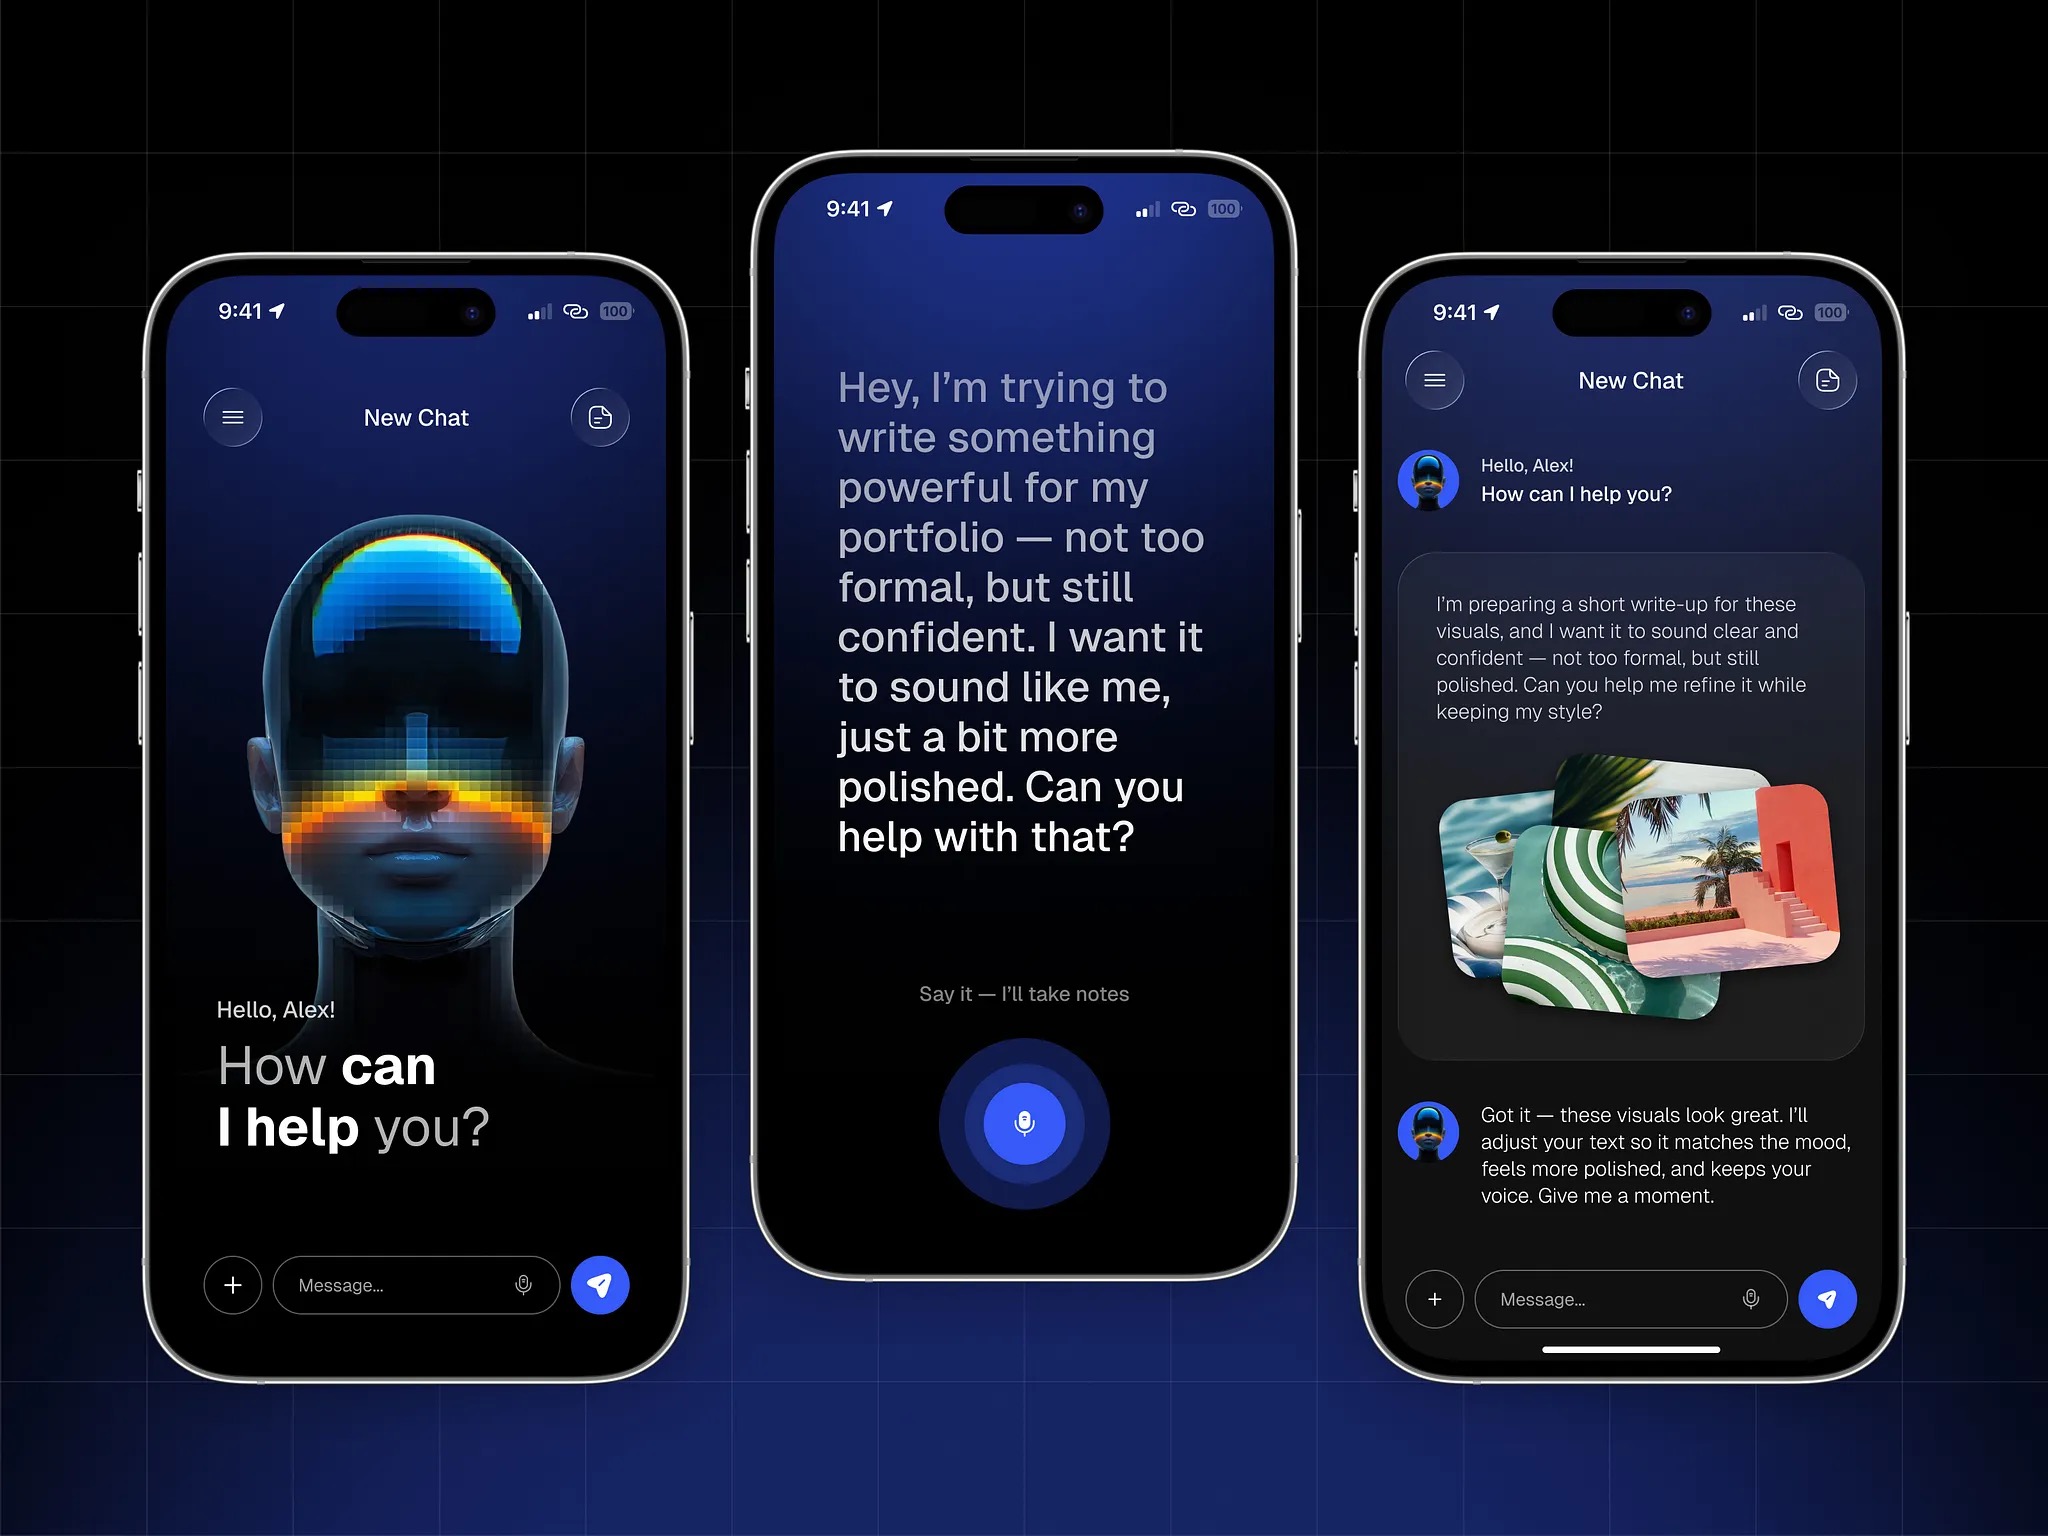 9:41
100
New Chat
Hello, Alex!
How can
I help you?
Message...
9:41
100
Hey, I’m trying to
write something
powerful for my
portfolio — not too
formal, but still
confident. I want it
to sound like me,
just a bit more
polished. Can you
help with that?
Say it — I’ll take notes
9:41
100
New Chat
Hello, Alex!
How can I help you?
I’m preparing a short write-up for these
visuals, and I want it to sound clear and
confident — not too formal, but still
polished. Can you help me refine it while
keeping my style?
Got it — these visuals look great. I’ll
adjust your text so it matches the mood,
feels more polished, and keeps your
voice. Give me a moment.
Message...